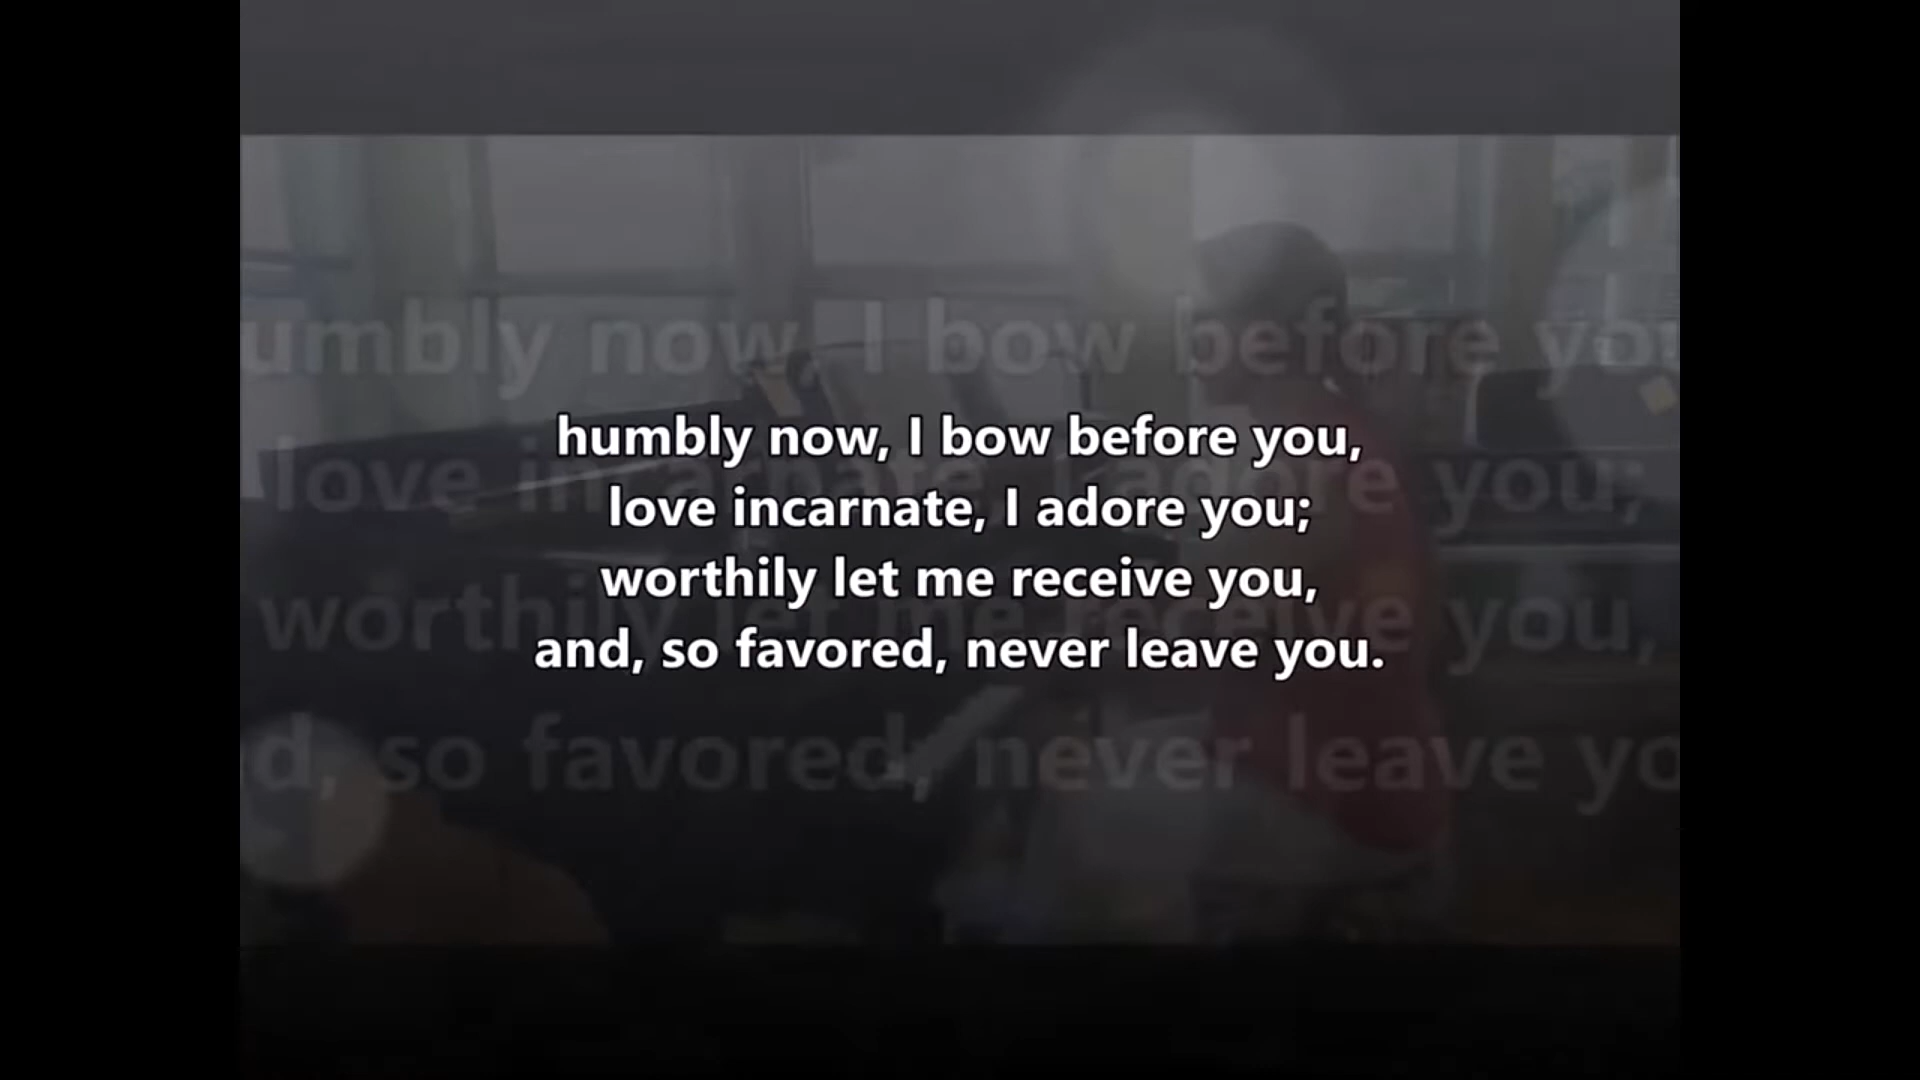 humbly now, I bow before you,
love incarnate, I adore you;
worthily let me receive you,
and, so favored, never leave you.